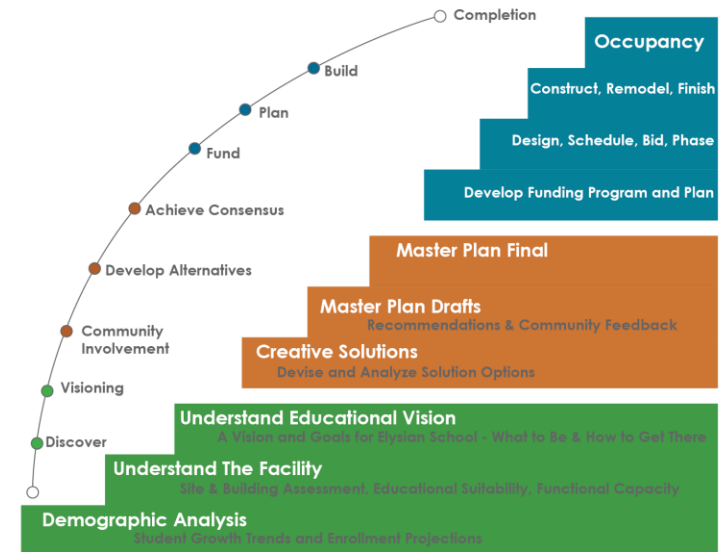 Completion
Occupancy
Build
Construct, Remodel, Finish
Plan
Design, Schedule, Bid, Phase
Fund
Develop Funding Program and Plan
Achieve Consensus
Master Plan Final
Develop Alternatives
Master Plan Drafts
Recommendations & Community Feedback
Community
Involvement
Creative Solutions
Devise and Analyze Solution Options
Visioning
Understand Educational Vision
A Vision and Goals for Elysian School - What to Be & How to Get There
Discover
Understand The Facility
Site & Building Assessment, Educational Suitability, Functional Capacity
Demographic Analysis
Student Growth Trends and Enrollment Projections